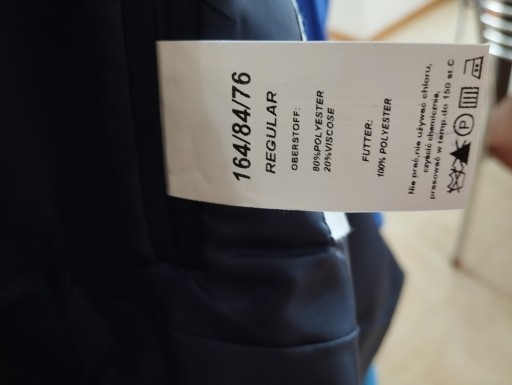 164/84/76
REGULAR
OBERSTOFF:
80%POLYESTER
20%VISCOSE
FUTTER:
100% POLYESTER
Nie prać,nie używać chloru,
czyścić chemicznie,
prasować w temp.do 150 st.C
P